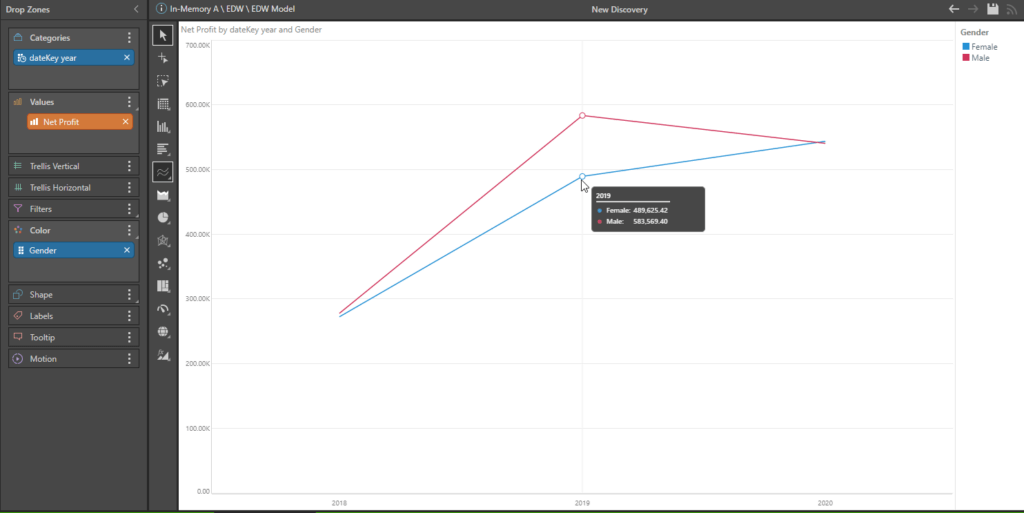 Drop Zones
In-Memory A \ EDW \ EDW Model
New Discovery
Categories
dateKey year
Values
Net Profit
Trellis Vertical
Trellis Horizontal
Filters
Color
Gender
Shape
Labels
Tooltip
Motion
Net Profit by dateKey year and Gender
700.00K
600.00K
500.00K
400.00K
300.00K
200.00K
100.00K
0.00
2018
2019
2020
2019
Female: 489,625.42
Male: 583,569.40
Gender
Female
Male